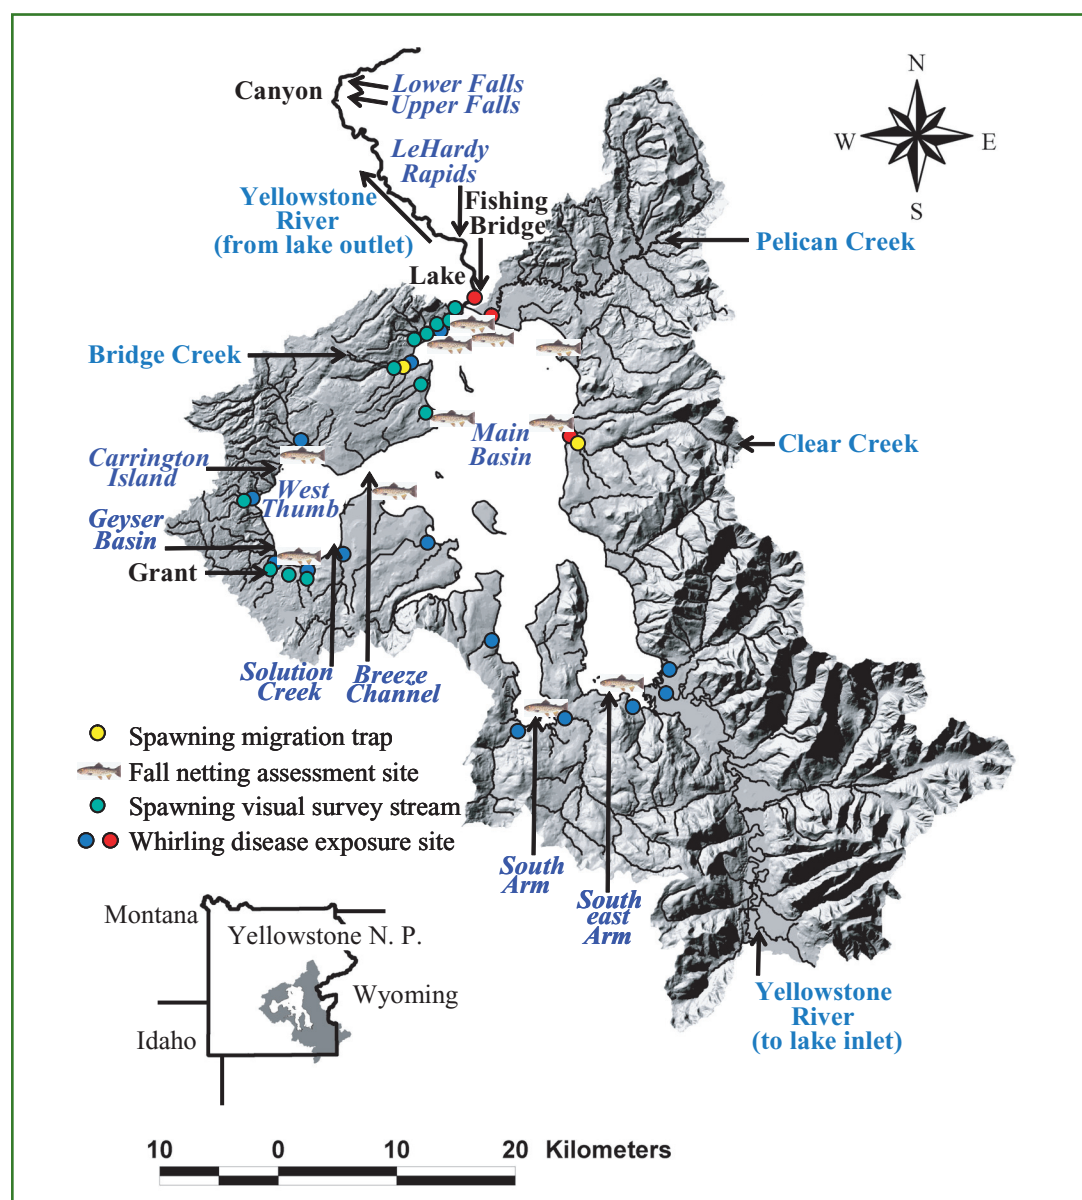 N
W
E
S
Canyon
Lower Falls
Upper Falls
LeHardy
Rapids
Yellowstone
River
(from lake outlet)
Fishing
Bridge
Lake
Pelican Creek
Bridge Creek
Main
Basin
Clear Creek
Carrington
Island
West
Thumb
Geyser
Basin
Grant
Solution
Creek
Breeze
Channel
Spawning migration trap
Fall netting assessment site
Spawning visual survey stream
Whirling disease exposure site
South
Arm
South
east
Arm
Yellowstone
River
(to lake inlet)
Montana
Yellowstone N. P.
Wyoming
Idaho
10 0 10 20 Kilometers